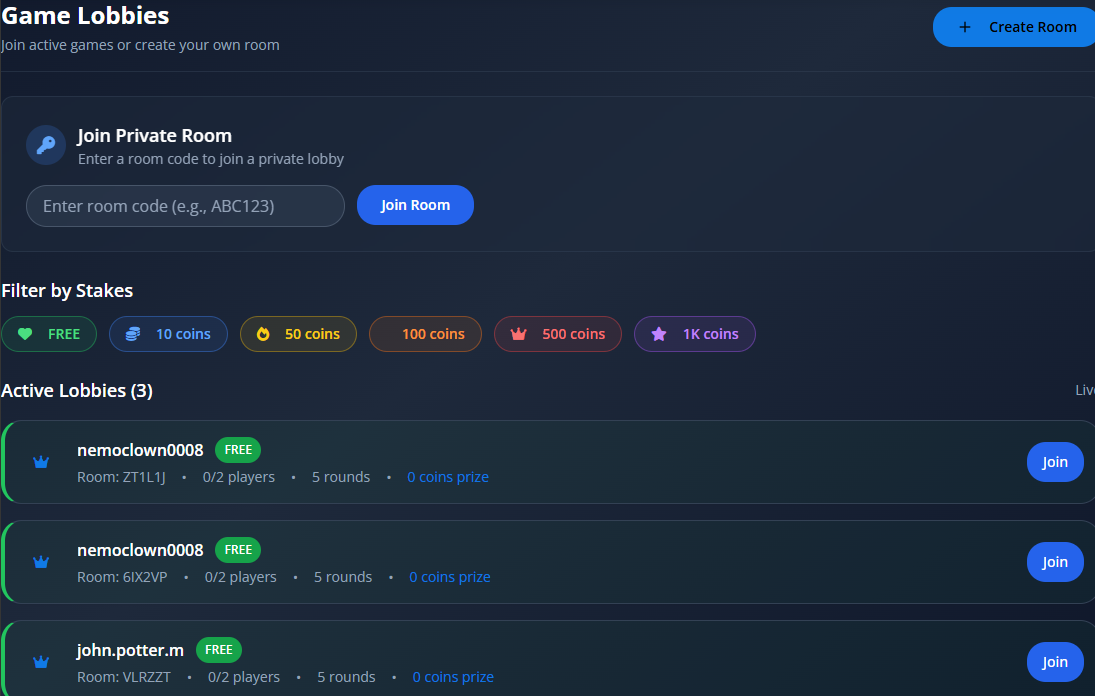 Game Lobbies
Join active games or create your own room
+ Create Room
Join Private Room
Enter a room code to join a private lobby
Enter room code (e.g., ABC123)
Join Room
Filter by Stakes
FREE
10 coins
50 coins
100 coins
500 coins
1K coins
Active Lobbies (3)
nemoclown0008 FREE
Room: ZT1L1J • 0/2 players • 5 rounds • 0 coins prize
Join
nemoclown0008 FREE
Room: 6IX2VP • 0/2 players • 5 rounds • 0 coins prize
Join
john.potter.m FREE
Room: VLRZZT • 0/2 players • 5 rounds • 0 coins prize
Join